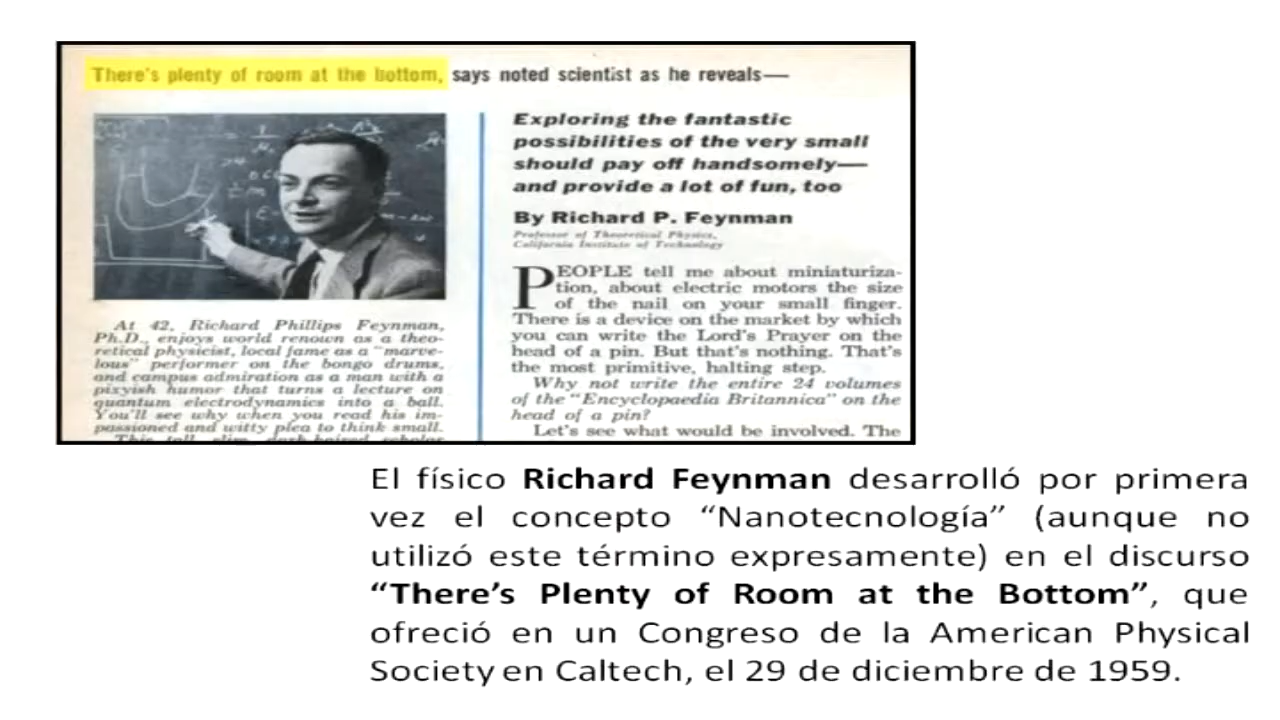 There's plenty of room at the bottom, says noted scientist as he reveals—
At 42, Richard Phillips Feynman,
Ph.D., enjoys world renown as a theo-
retical physicist, local fame as a "marve-
lous" performer on the bongo drums,
and campus admiration as a man with a
pixyish humor that turns a lecture on
quantum electrodynamics into a ball.
You'll see why when you read his im-
passioned and witty plea to think small.
This tall, slim, dark-haired scholar
Exploring the fantastic
possibilities of the very small
should pay off handsomely—
and provide a lot of fun, too
By Richard P. Feynman
Professor of Theoretical Physics,
California Institute of Technology
PEOPLE tell me about miniaturiza-
tion, about electric motors the size
of the nail on your small finger.
There is a device on the market by which
you can write the Lord's Prayer on the
head of a pin. But that's nothing. That's
the most primitive, halting step.
Why not write the entire 24 volumes
of the "Encyclopaedia Britannica" on the
head of a pin?
Let's see what would be involved. The
El físico Richard Feynman desarrolló por primera
vez el concepto “Nanotecnología” (aunque no
utilizó este término expresamente) en el discurso
“There’s Plenty of Room at the Bottom”, que
ofreció en un Congreso de la American Physical
Society en Caltech, el 29 de diciembre de 1959.